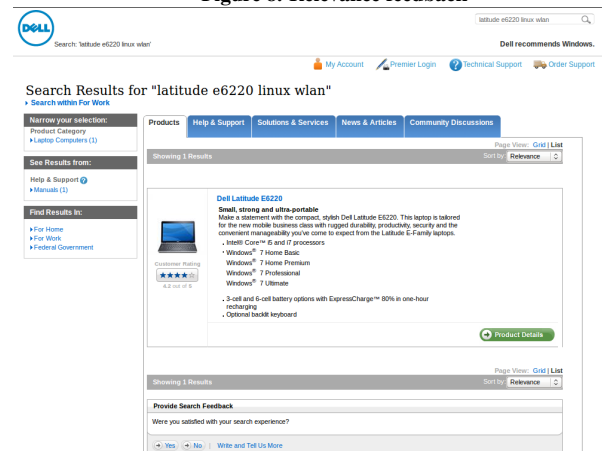 Figure 8: Relevance feedback
DELL
latitude e6220 linux wlan
Search: 'latitude e6220 linux wlan'
Dell recommends Windows.
My Account Premier Login Technical Support Order Support
Search Results for "latitude e6220 linux wlan"
Search within For Work
Narrow your selection:
Product Category
Laptop Computers (1)
See Results from:
Help & Support
Manuals (1)
Find Results In:
For Home
For Work
Federal Government
Products Help & Support Solutions & Services News & Articles Community Discussions
Page View: Grid | List
Showing 1 Results Sort by: Relevance
Dell Latitude E6220
Small, strong and ultra-portable
Make a statement with the compact, stylish Dell Latitude E6220. This laptop is tailored
for the new mobile business class with rugged durability, productivity, security and the
convenient manageability you've come to expect from the Latitude E-Family laptops.
Intel® Core™ i5 and i7 processors
Windows® 7 Home Basic
Windows® 7 Home Premium
Windows® 7 Professional
Windows® 7 Ultimate
3-cell and 6-cell battery options with ExpressCharge™ 80% in one-hour
recharging
Optional backlit keyboard
Customer Rating
4.2 out of 5
Product Details
Page View: Grid | List
Showing 1 Results Sort by: Relevance
Provide Search Feedback
Were you satisfied with your search experience?
Yes No | Write and Tell Us More